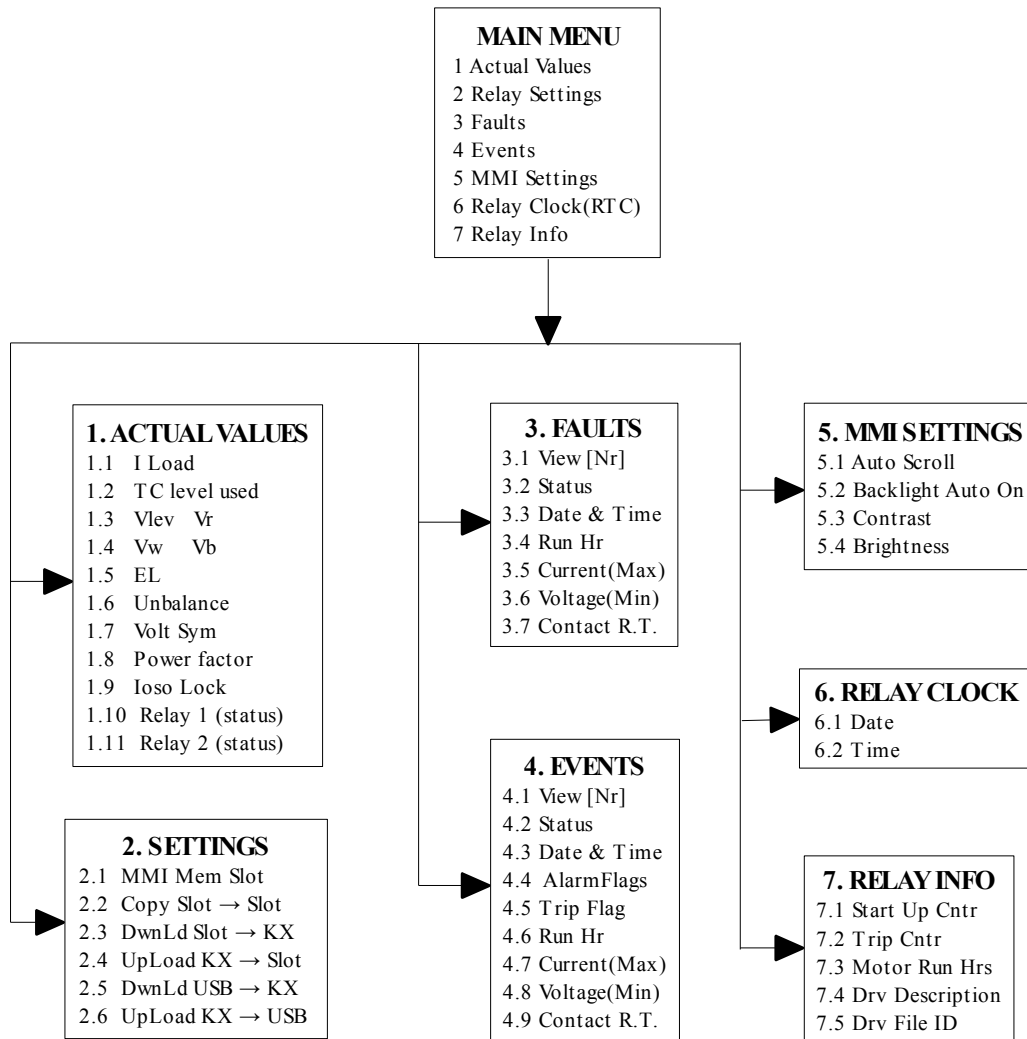 MAIN MENU
1 Actual Values
2 Relay Settings
3 Faults
4 Events
5 MMI Settings
6 Relay Clock(RTC)
7 Relay Info
1. ACTUAL VALUES
1.1 I Load
1.2 TC level used
1.3 Vlev Vr
1.4 Vw Vb
1.5 EL
1.6 Unbalance
1.7 Volt Sym
1.8 Power factor
1.9 Ioso Lock
1.10 Relay 1 (status)
1.11 Relay 2 (status)
2. SETTINGS
2.1 MMI Mem Slot
2.2 Copy Slot → Slot
2.3 DwnLd Slot → KX
2.4 UpLoad KX → Slot
2.5 DwnLd USB → KX
2.6 UpLoad KX → USB
3. FAULTS
3.1 View [Nr]
3.2 Status
3.3 Date & Time
3.4 Run Hr
3.5 Current(Max)
3.6 Voltage(Min)
3.7 Contact R.T.
4. EVENTS
4.1 View [Nr]
4.2 Status
4.3 Date & Time
4.4 AlarmFlags
4.5 Trip Flag
4.6 Run Hr
4.7 Current(Max)
4.8 Voltage(Min)
4.9 Contact R.T.
5. MMI SETTINGS
5.1 Auto Scroll
5.2 Backlight Auto On
5.3 Contrast
5.4 Brightness
6. RELAY CLOCK
6.1 Date
6.2 Time
7. RELAY INFO
7.1 Start Up Cntr
7.2 Trip Cntr
7.3 Motor Run Hrs
7.4 Drv Description
7.5 Drv File ID